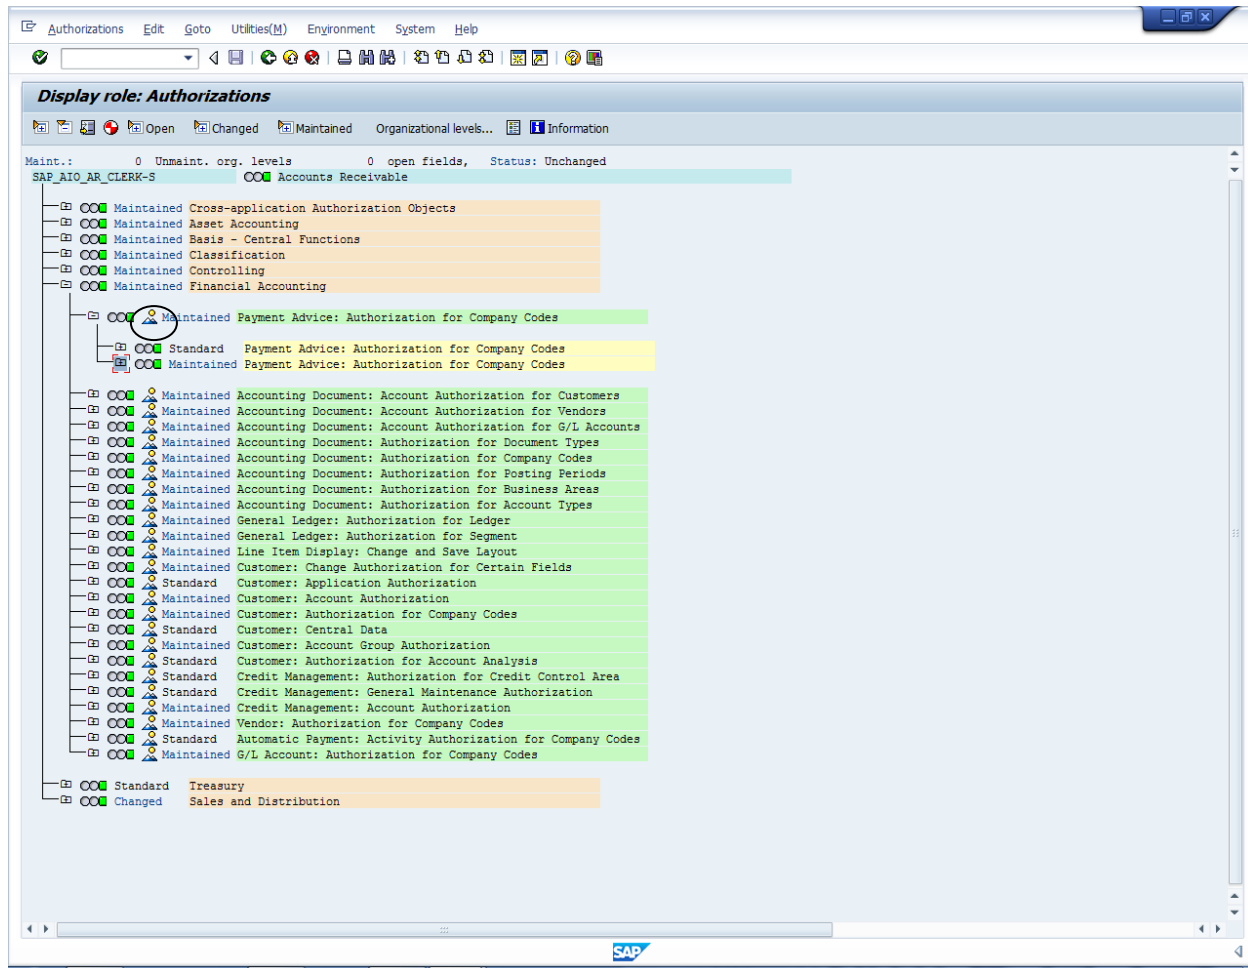 Authorizations Edit Goto Utilities(M) Environment System Help
Display role: Authorizations
Open Changed Maintained Organizational levels... Information
Maint.: 0 Unmaint. org. levels 0 open fields, Status: Unchanged
SAP_AIO_AR_CLERK-S Accounts Receivable
Maintained Cross-application Authorization Objects
Maintained Asset Accounting
Maintained Basis - Central Functions
Maintained Classification
Maintained Controlling
Maintained Financial Accounting
Maintained Payment Advice: Authorization for Company Codes
Standard Payment Advice: Authorization for Company Codes
Maintained Payment Advice: Authorization for Company Codes
Maintained Accounting Document: Account Authorization for Customers
Maintained Accounting Document: Account Authorization for Vendors
Maintained Accounting Document: Account Authorization for G/L Accounts
Maintained Accounting Document: Authorization for Document Types
Maintained Accounting Document: Authorization for Company Codes
Maintained Accounting Document: Authorization for Posting Periods
Maintained Accounting Document: Authorization for Business Areas
Maintained Accounting Document: Authorization for Account Types
Maintained General Ledger: Authorization for Ledger
Maintained General Ledger: Authorization for Segment
Maintained Line Item Display: Change and Save Layout
Maintained Customer: Change Authorization for Certain Fields
Standard Customer: Application Authorization
Maintained Customer: Account Authorization
Maintained Customer: Authorization for Company Codes
Standard Customer: Central Data
Maintained Customer: Account Group Authorization
Standard Customer: Authorization for Account Analysis
Standard Credit Management: Authorization for Credit Control Area
Standard Credit Management: General Maintenance Authorization
Maintained Credit Management: Account Authorization
Maintained Vendor: Authorization for Company Codes
Standard Automatic Payment: Activity Authorization for Company Codes
Maintained G/L Account: Authorization for Company Codes
Standard Treasury
Changed Sales and Distribution
SAP